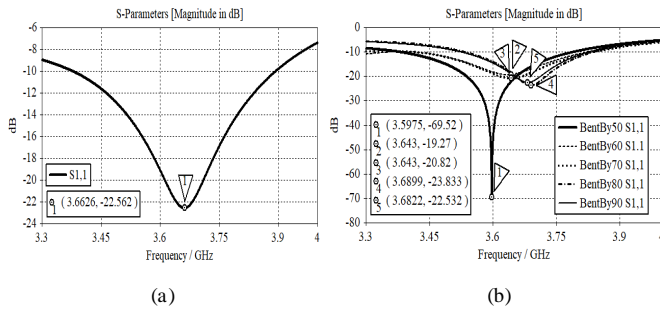 S-Parameters [Magnitude in dB]
-6
-8
-10
-12
-14
-16
-18
-20
-22
-24
dB
S1,1
1 (3.6626, -22.562)
1
3.3
3.45
3.6
3.75
4
Frequency / GHz
(a)
S-Parameters [Magnitude in dB]
0
-10
-20
-30
-40
-50
-60
-70
-80
dB
3
2
5
4
1
1 (3.5975, -69.52)
2 (3.643, -19.27)
3 (3.643, -20.82)
4 (3.6899, -23.833)
5 (3.6822, -22.532)
BentBy50 S1,1
BentBy60 S1,1
BentBy70 S1,1
BentBy80 S1,1
BentBy90 S1,1
3.3
3.45
3.6
3.75
4
Frequency / GHz
(b)